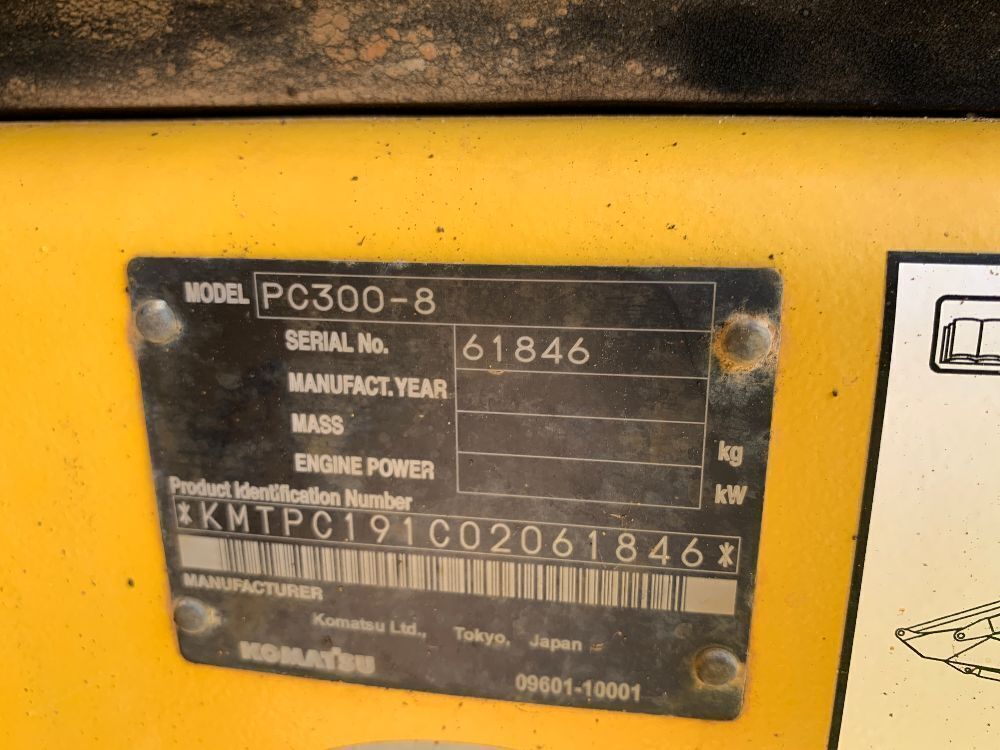 MODEL PC300-8
SERIAL No. 61846
MANUFACT.YEAR
MASS kg
ENGINE POWER kW
Product Identification Number
*KMTPC191C02061846*
MANUFACTURER
Komatsu Ltd., Tokyo, Japan
KOMATSU
09601-10001